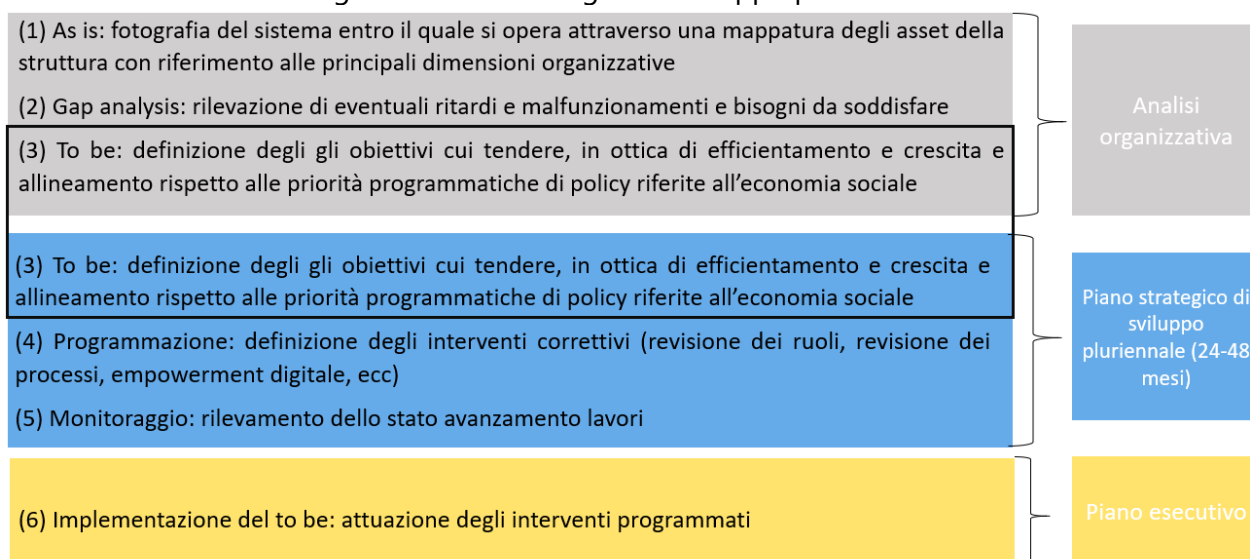 (1) As is: fotografia del sistema entro il quale si opera attraverso una mappatura degli asset della
struttura con riferimento alle principali dimensioni organizzative
(2) Gap analysis: rilevazione di eventuali ritardi e malfunzionamenti e bisogni da soddisfare
(3) To be: definizione degli gli obiettivi cui tendere, in ottica di efficientamento e crescita e
allineamento rispetto alle priorità programmatiche di policy riferite all'economia sociale
Analisi
organizzativa
(3) To be: definizione degli gli obiettivi cui tendere, in ottica di efficientamento e crescita e
allineamento rispetto alle priorità programmatiche di policy riferite all'economia sociale
(4) Programmazione: definizione degli interventi correttivi (revisione dei ruoli, revisione dei
processi, empowerment digitale, ecc)
(5) Monitoraggio: rilevamento dello stato avanzamento lavori
Piano strategico di
sviluppo
pluriennale (24-48
mesi)
(6) Implementazione del to be: attuazione degli interventi programmati
Piano esecutivo